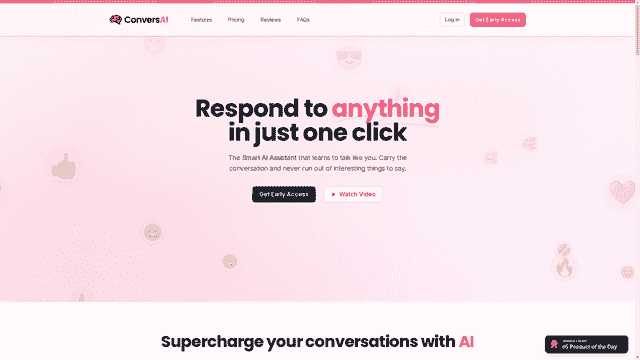 ConversAI
Features
Pricing
Reviews
FAQs
Log in
Get Early Access
Respond to anything
in just one click
The Smart AI Assistant that learns to talk like you. Carry the
conversation and never run out of interesting things to say.
Get Early Access
Watch Video
Supercharge your conversations with AI
#5 Product of the Day